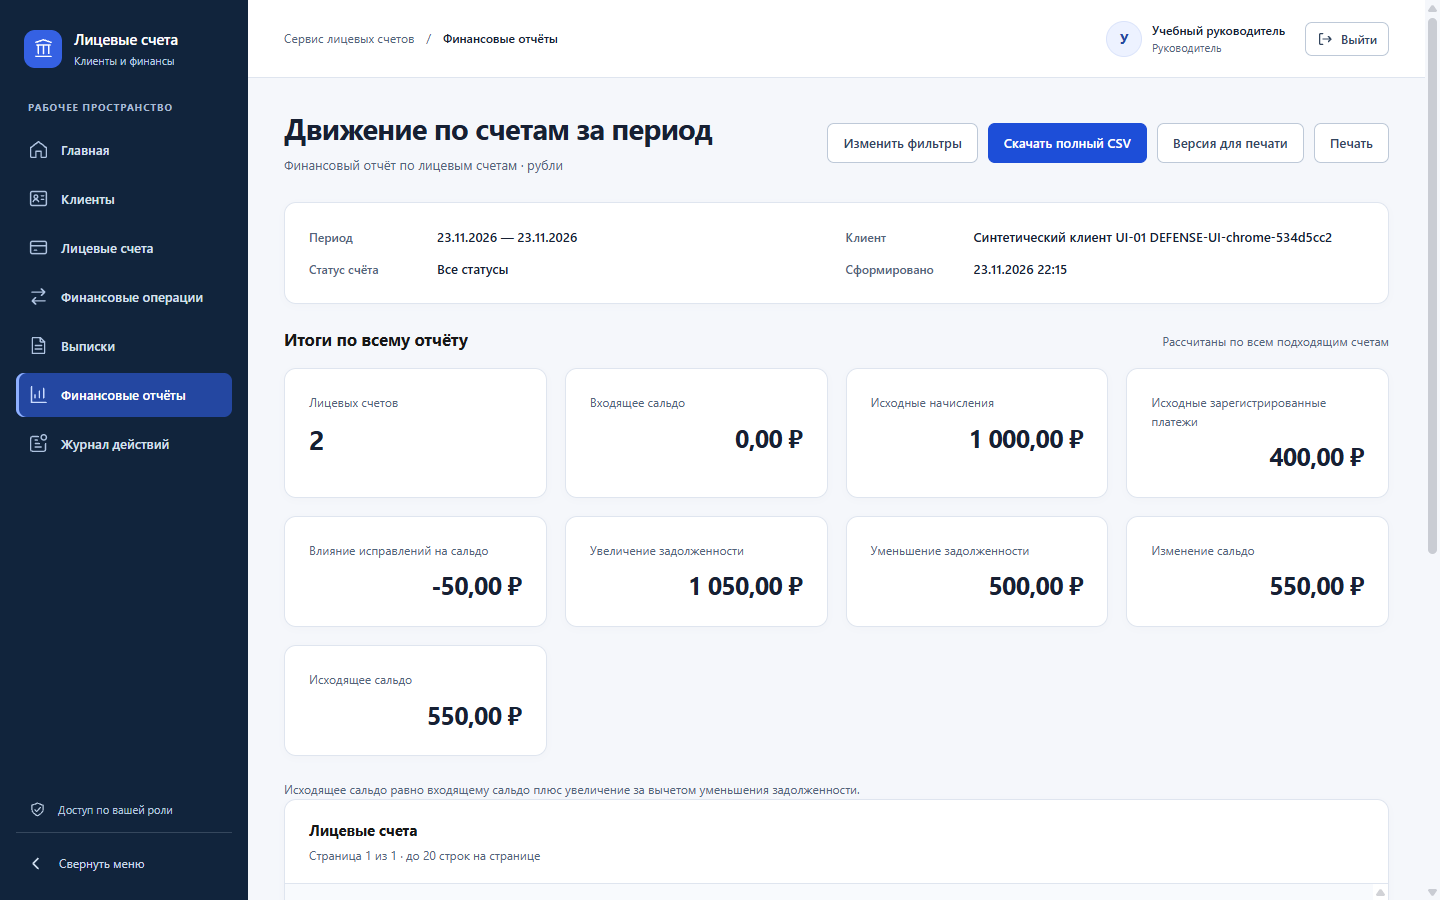 Лицевые счета
Клиенты и финансы
РАБОЧЕЕ ПРОСТРАНСТВО
Главная
Клиенты
Лицевые счета
Финансовые операции
Выписки
Финансовые отчёты
Журнал действий
Доступ по вашей роли
Свернуть меню
Сервис лицевых счетов / Финансовые отчёты
У
Учебный руководитель
Руководитель
Выйти
Движение по счетам за период
Финансовый отчёт по лицевым счетам · рубли
Изменить фильтры
Скачать полный CSV
Версия для печати
Печать
Период 23.11.2026 — 23.11.2026
Клиент Синтетический клиент UI-01 DEFENSE-UI-chrome-534d5cc2
Статус счёта Все статусы
Сформировано 23.11.2026 22:15
Итоги по всему отчёту
Рассчитаны по всем подходящим счетам
Лицевых счетов
2
Входящее сальдо
0,00 ₽
Исходные начисления
1 000,00 ₽
Исходные зарегистрированные
платежи
400,00 ₽
Влияние исправлений на сальдо
-50,00 ₽
Увеличение задолженности
1 050,00 ₽
Уменьшение задолженности
500,00 ₽
Изменение сальдо
550,00 ₽
Исходящее сальдо
550,00 ₽
Исходящее сальдо равно входящему сальдо плюс увеличение за вычетом уменьшения задолженности.
Лицевые счета
Страница 1 из 1 · до 20 строк на странице